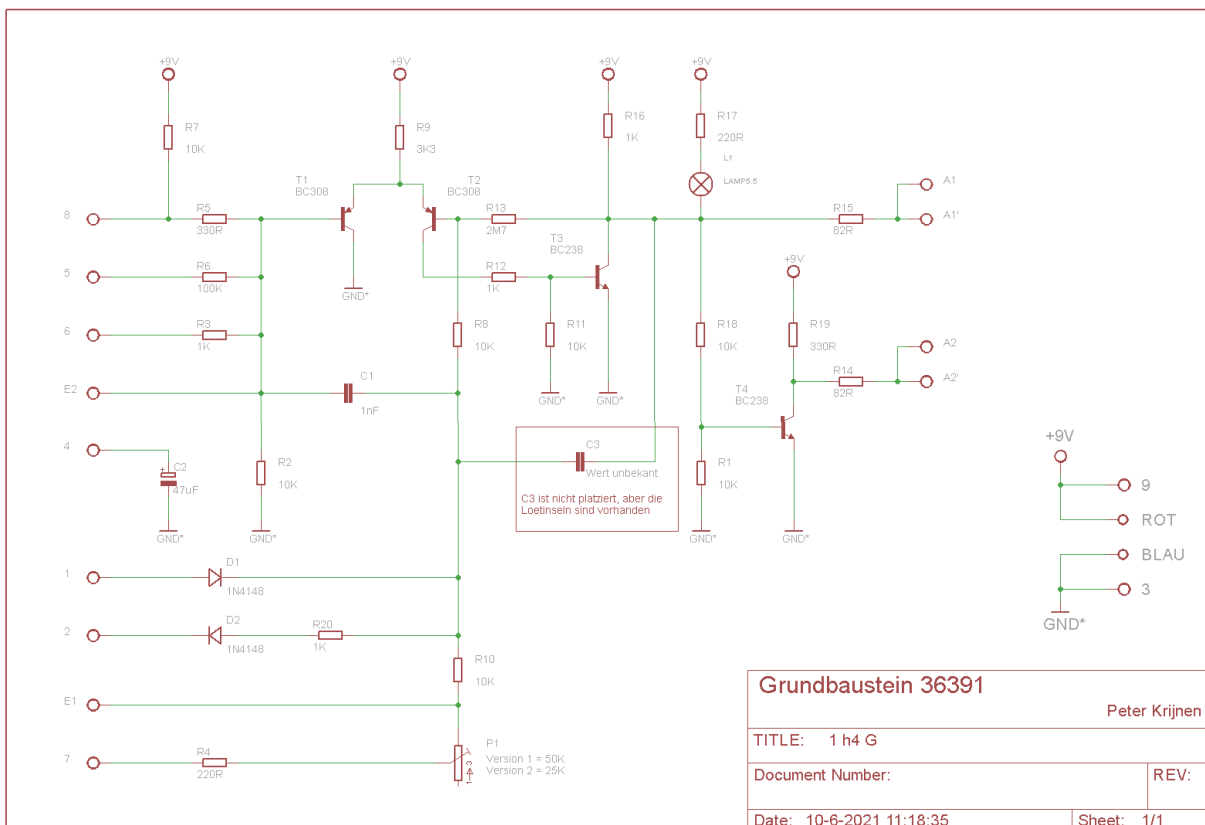 +9V
+9V
+9V
+9V
R7
10K
R9
3K3
R16
1K
R17
220R
L1
LAMP5.5
T1
BC308
T2
BC308
8
R5
330R
R13
2M7
R15
82R
A1
A1'
5
R6
100K
T3
BC238
R12
1K
GND*
+9V
6
R3
1K
R8
10K
R11
10K
R18
10K
R19
330R
A2
E2
C1
1nF
GND*
GND*
T4
BC238
R14
82R
A2'
4
C2
+
47uF
R2
10K
C3
Wert unbekant
C3 ist nicht platziert, aber die
Loetinseln sind vorhanden
R1
10K
+9V
9
ROT
GND*
GND*
GND*
GND*
BLAU
3
GND*
1
D1
1N4148
2
D2
1N4148
R20
1K
R10
10K
E1
7
R4
220R
P1
Version 1 = 50K
Version 2 = 25K
1
3
Grundbaustein 36391
Peter Krijnen
TITLE: 1 h4 G
Document Number:
REV:
Date: 10-6-2021 11:18:35
Sheet: 1/1